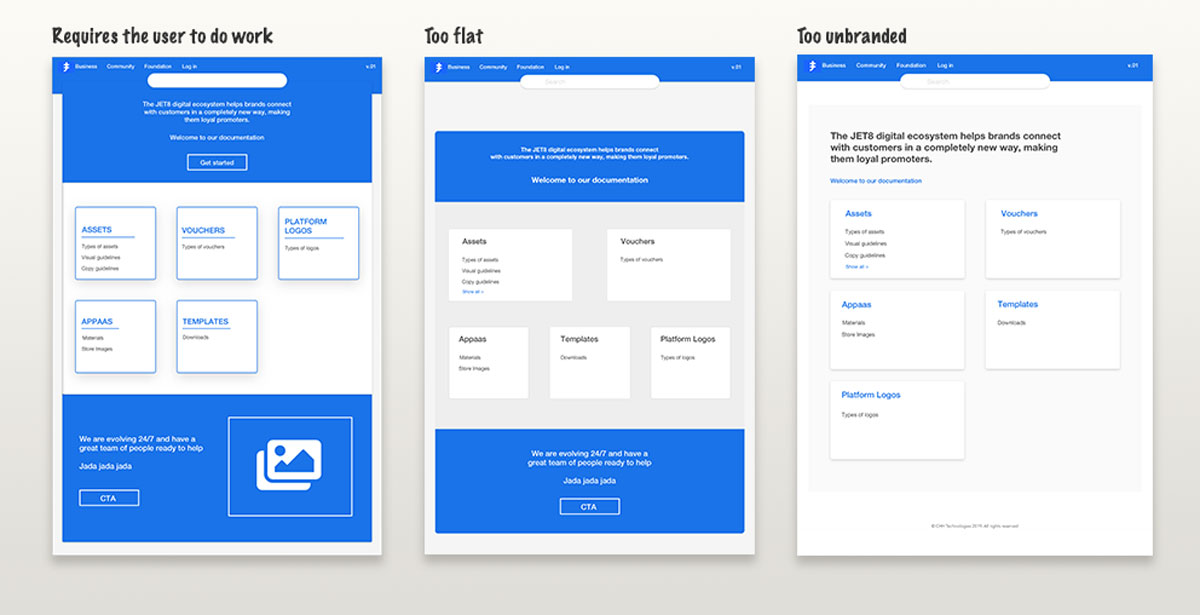 Requires the user to do work
Business Community Foundation Log in v.01
The JET8 digital ecosystem helps brands connect
with customers in a completely new way, making
them loyal promoters.
Welcome to our documentation
Get started
ASSETS
Types of assets
Visual guidelines
Copy guidelines
VOUCHERS
Types of vouchers
PLATFORM
LOGOS
Types of logos
APPAAS
Materials
Store Images
TEMPLATES
Downloads
We are evolving 24/7 and have a
great team of people ready to help
Jada jada jada
CTA
Too flat
Business Community Foundation Log in v.01
Search
The JET8 digital ecosystem helps brands connect
with customers in a completely new way, making them loyal promoters.
Welcome to our documentation
Assets
Types of assets
Visual guidelines
Copy guidelines
Show all >
Vouchers
Types of vouchers
Appaas
Materials
Store Images
Templates
Downloads
Platform Logos
Types of logos
We are evolving 24/7 and have a
great team of people ready to help
Jada jada jada
CTA
Too unbranded
Business Community Foundation Log in v.01
Search
The JET8 digital ecosystem helps brands connect
with customers in a completely new way, making
them loyal promoters.
Welcome to our documentation
Assets
Types of assets
Visual guidelines
Copy guidelines
Show all >
Vouchers
Types of vouchers
Appaas
Materials
Store Images
Templates
Downloads
Platform Logos
Types of logos
Technologies 2019. All rights reserved